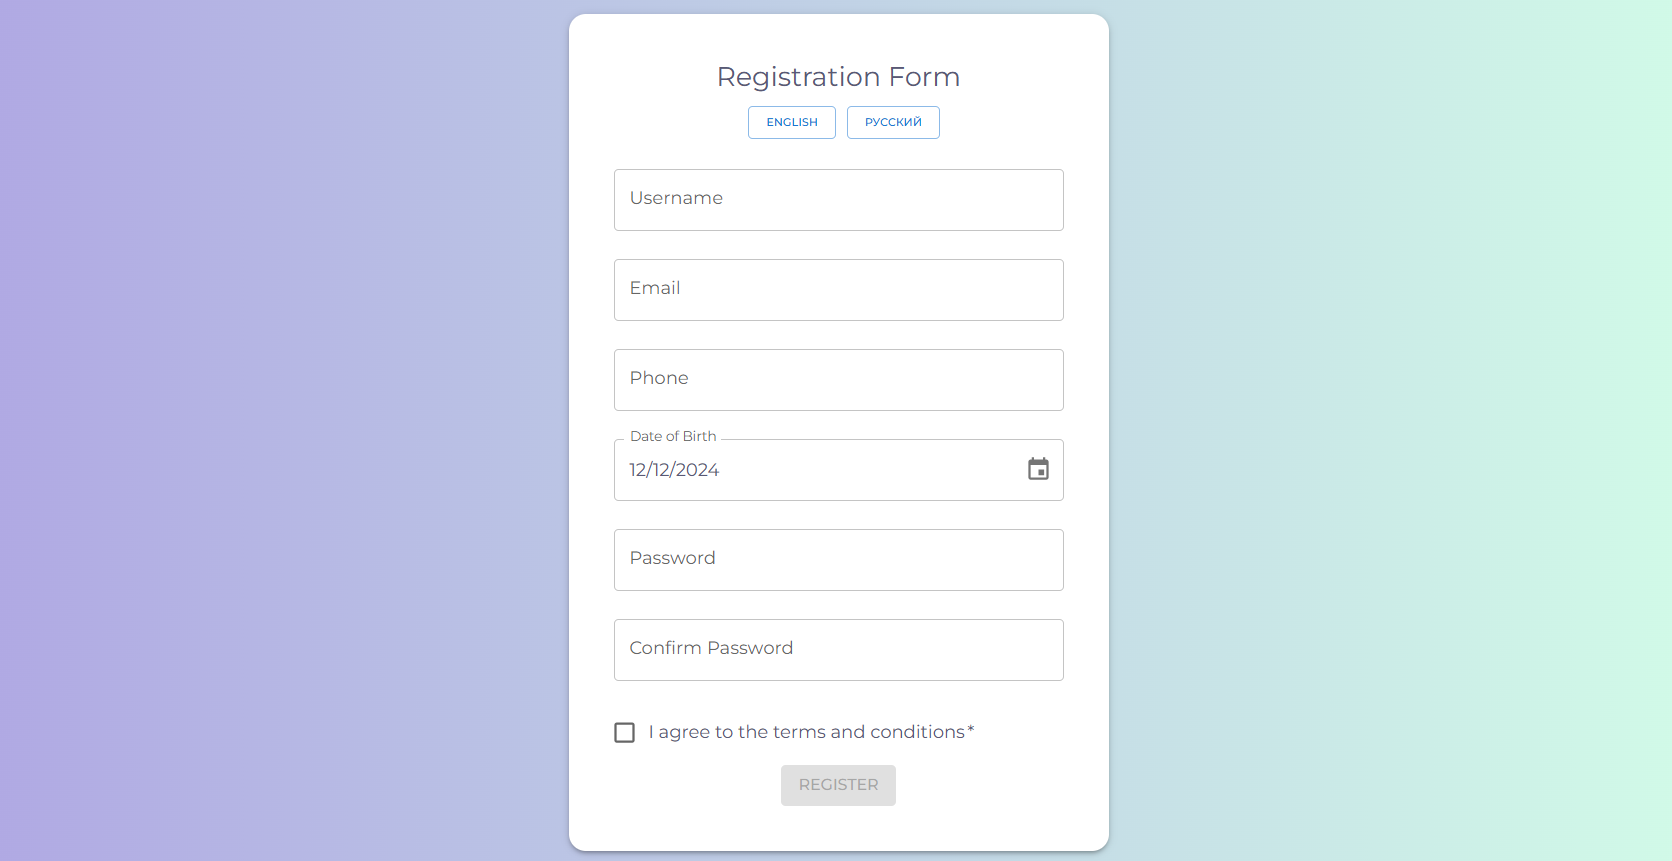 Registration Form
ENGLISH РУССКИЙ
Username
Email
Phone
Date of Birth
12/12/2024
Password
Confirm Password
I agree to the terms and conditions *
REGISTER